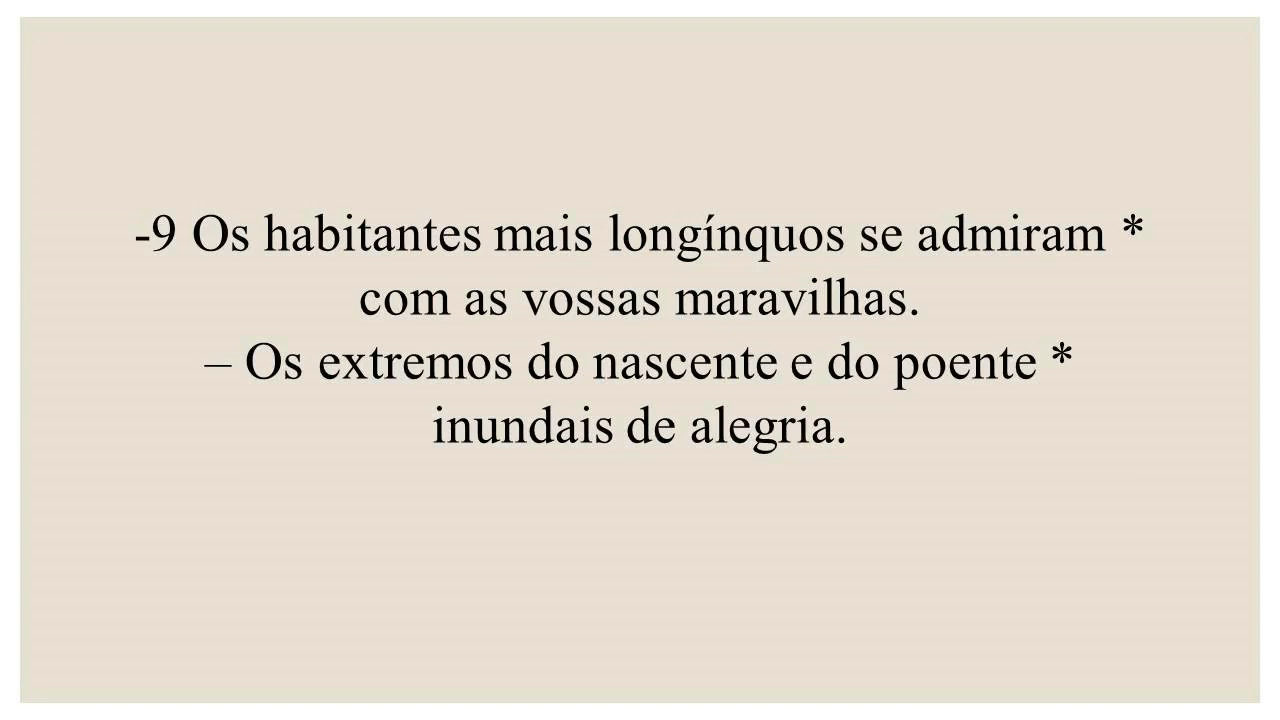 -9 Os habitantes mais longínquos se admiram *
com as vossas maravilhas.
– Os extremos do nascente e do poente *
inundais de alegria.